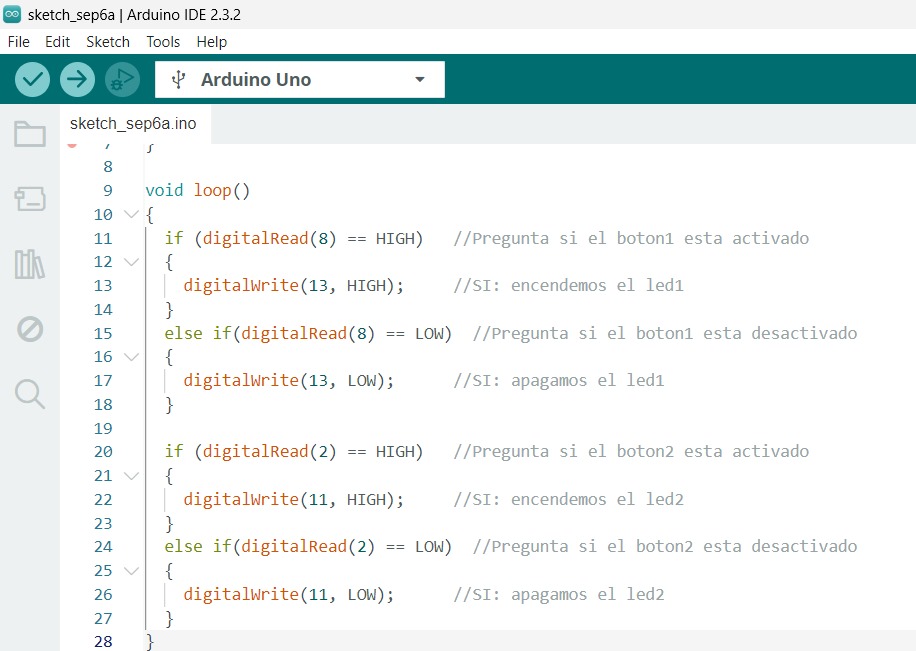 sketch_sep6a | Arduino IDE 2.3.2
File Edit Sketch Tools Help
Arduino Uno
sketch_sep6a.ino
7 }
8
9 void loop()
10 {
11 if (digitalRead(8) == HIGH) //Pregunta si el boton1 esta activado
12 {
13 digitalWrite(13, HIGH); //SI: encendemos el led1
14 }
15 else if(digitalRead(8) == LOW) //Pregunta si el boton1 esta desactivado
16 {
17 digitalWrite(13, LOW); //SI: apagamos el led1
18 }
19
20 if (digitalRead(2) == HIGH) //Pregunta si el boton2 esta activado
21 {
22 digitalWrite(11, HIGH); //SI: encendemos el led2
23 }
24 else if(digitalRead(2) == LOW) //Pregunta si el boton2 esta desactivado
25 {
26 digitalWrite(11, LOW); //SI: apagamos el led2
27 }
28 }